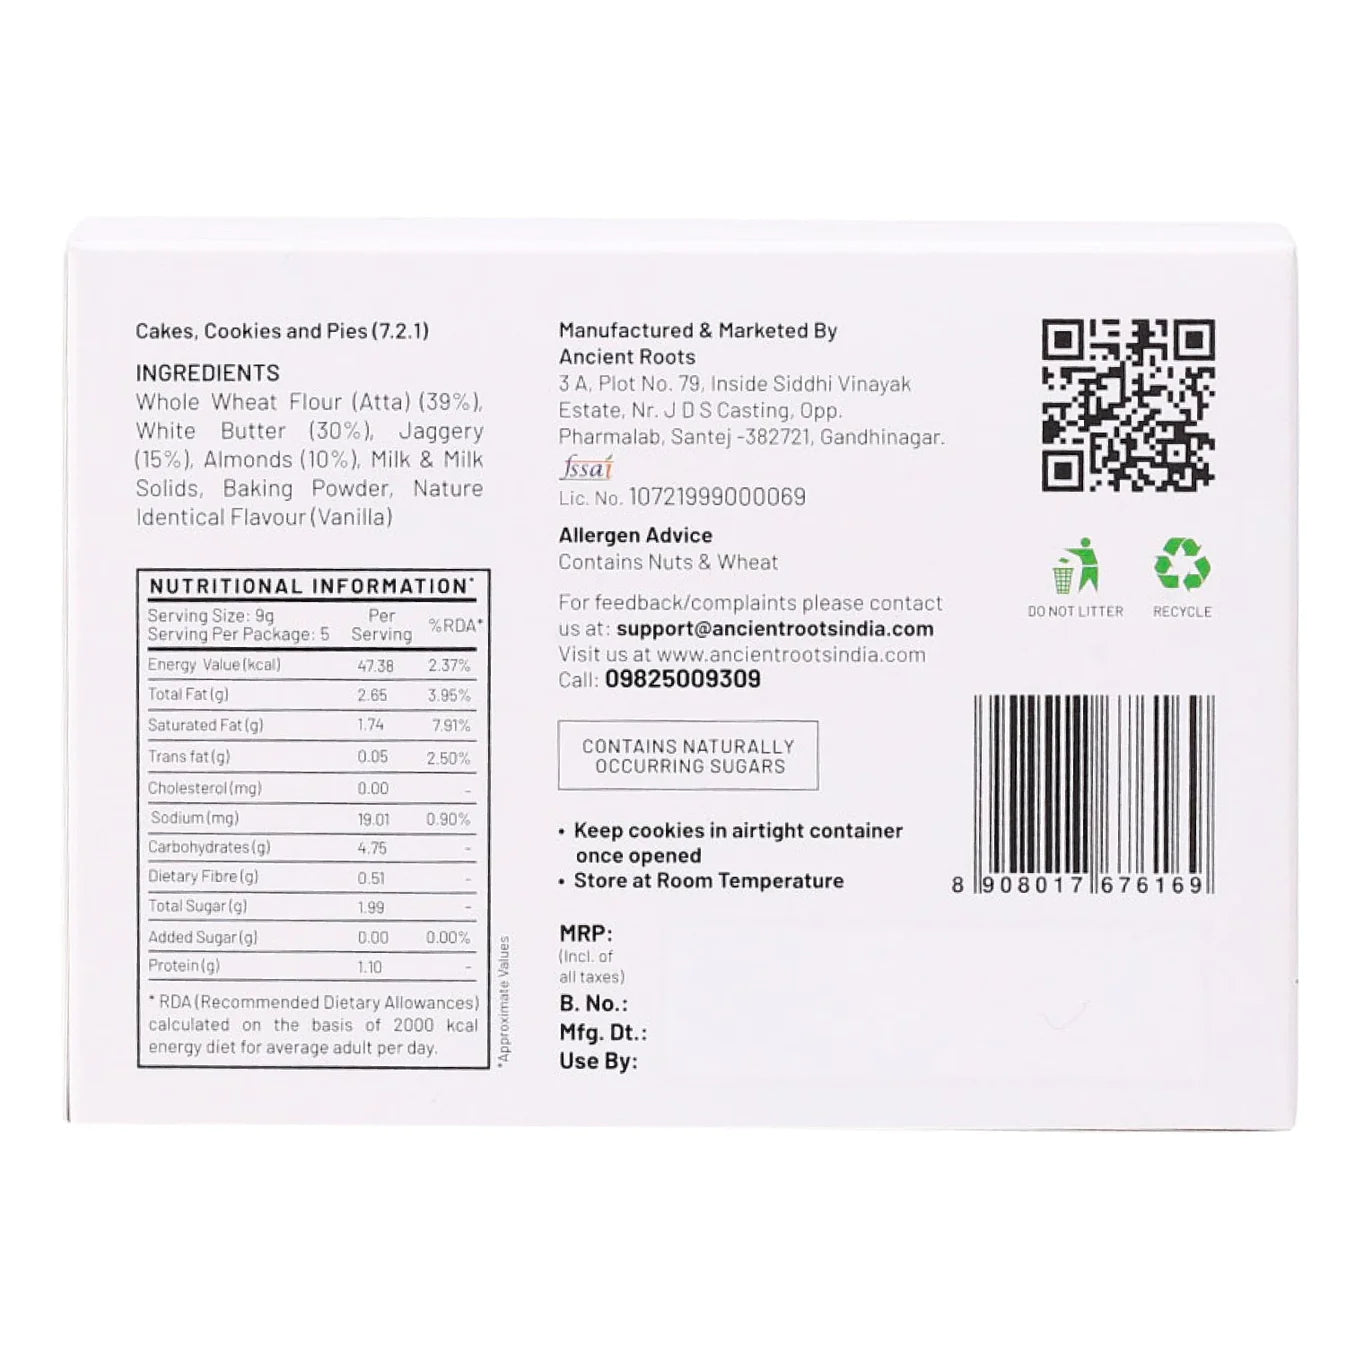 Cakes, Cookies and Pies (7.2.1)
INGREDIENTS
Whole Wheat Flour (Atta) (39%),
White Butter (30%), Jaggery
(15%), Almonds (10%), Milk & Milk
Solids, Baking Powder, Nature
Identical Flavour (Vanilla)
NUTRITIONAL INFORMATION*
Serving Size: 9g
Serving Per Package: 5
Per
Serving
%RDA*
Energy Value (kcal) 47.38 2.37%
Total Fat (g) 2.65 3.95%
Saturated Fat (g) 1.74 7.91%
Trans fat (g) 0.05 2.50%
Cholesterol (mg) 0.00 -
Sodium (mg) 19.01 0.90%
Carbohydrates (g) 4.75 -
Dietary Fibre (g) 0.51 -
Total Sugar (g) 1.99 -
Added Sugar (g) 0.00 0.00%
Protein (g) 1.10 -
* RDA (Recommended Dietary Allowances)
calculated on the basis of 2000 kcal
energy diet for average adult per day.
*Approximate Values
Manufactured & Marketed By
Ancient Roots
3 A, Plot No. 79, Inside Siddhi Vinayak
Estate, Nr. J D S Casting, Opp.
Pharmalab, Santej -382721, Gandhinagar.
fssai
Lic. No. 10721999000069
Allergen Advice
Contains Nuts & Wheat
For feedback/complaints please contact
us at: support@ancientrootsindia.com
Visit us at www.ancientrootsindia.com
Call: 09825009309
CONTAINS NATURALLY
OCCURRING SUGARS
• Keep cookies in airtight container
once opened
• Store at Room Temperature
MRP:
(Incl. of
all taxes)
B. No.:
Mfg. Dt.:
Use By:
DO NOT LITTER
RECYCLE
8 908017 676169